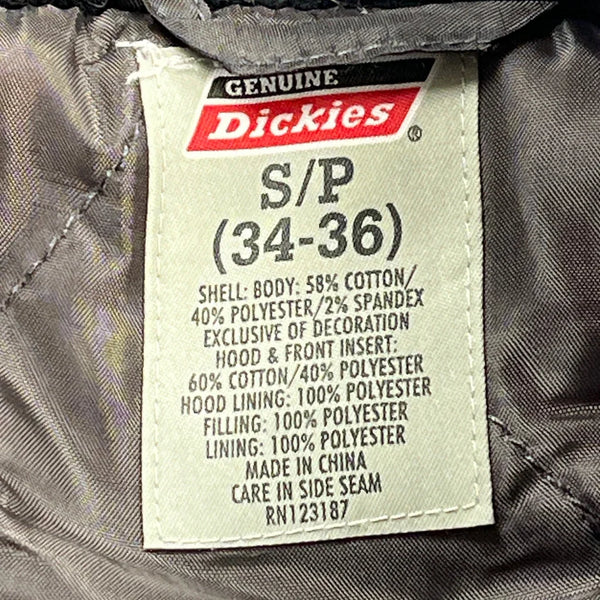 GENUINE
Dickies®
S/P
(34-36)
SHELL: BODY: 58% COTTON/
40% POLYESTER/2% SPANDEX
EXCLUSIVE OF DECORATION
HOOD & FRONT INSERT:
60% COTTON/40% POLYESTER
HOOD LINING: 100% POLYESTER
FILLING: 100% POLYESTER
LINING: 100% POLYESTER
MADE IN CHINA
CARE IN SIDE SEAM
RN123187